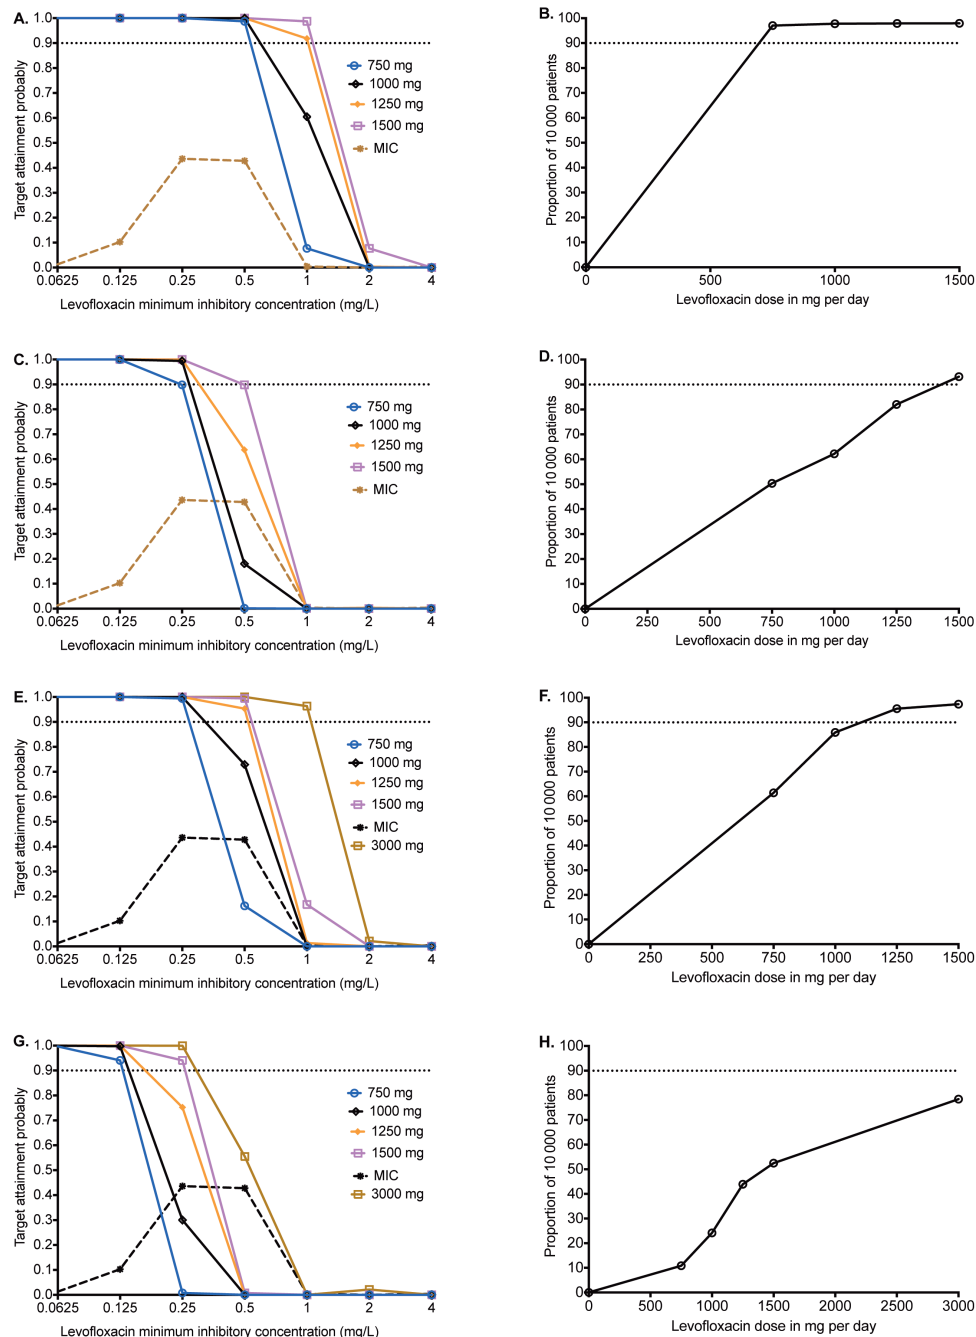 A.
Target attainment probably
1.0
0.9
0.8
0.7
0.6
0.5
0.4
0.3
0.2
0.1
0.0
0.0625 0.125 0.25 0.5 1 2 4
Levofloxacin minimum inhibitory concentration (mg/L)
750 mg
1000 mg
1250 mg
1500 mg
MIC
B.
Proportion of 10 000 patients
100
90
80
70
60
50
40
30
20
10
0
0 500 1000 1500
Levofloxacin dose in mg per day
C.
Target attainment probably
1.0
0.9
0.8
0.7
0.6
0.5
0.4
0.3
0.2
0.1
0.0
0.0625 0.125 0.25 0.5 1 2 4
Levofloxacin minimum inhibitory concentration (mg/L)
750 mg
1000 mg
1250 mg
1500 mg
MIC
D.
Proportion of 10 000 patients
100
90
80
70
60
50
40
30
20
10
0
0 250 500 750 1000 1250 1500
Levofloxacin dose in mg per day
E.
Target attainment probably
1.0
0.9
0.8
0.7
0.6
0.5
0.4
0.3
0.2
0.1
0.0
0.0625 0.125 0.25 0.5 1 2 4
Levofloxacin minimum inhibitory concentration (mg/L)
750 mg
1000 mg
1250 mg
1500 mg
MIC
3000 mg
F.
Proportion of 10 000 patients
100
90
80
70
60
50
40
30
20
10
0
0 250 500 750 1000 1250 1500
Levofloxacin dose in mg per day
G.
Target attainment probably
1.0
0.9
0.8
0.7
0.6
0.5
0.4
0.3
0.2
0.1
0.0
0.0625 0.125 0.25 0.5 1 2 4
Levofloxacin minimum inhibitory concentration (mg/L)
750 mg
1000 mg
1250 mg
1500 mg
MIC
3000 mg
H.
Proportion of 10 000 patients
100
90
80
70
60
50
40
30
20
10
0
0 500 1000 1500 2000 2500 3000
Levofloxacin dose in mg per day